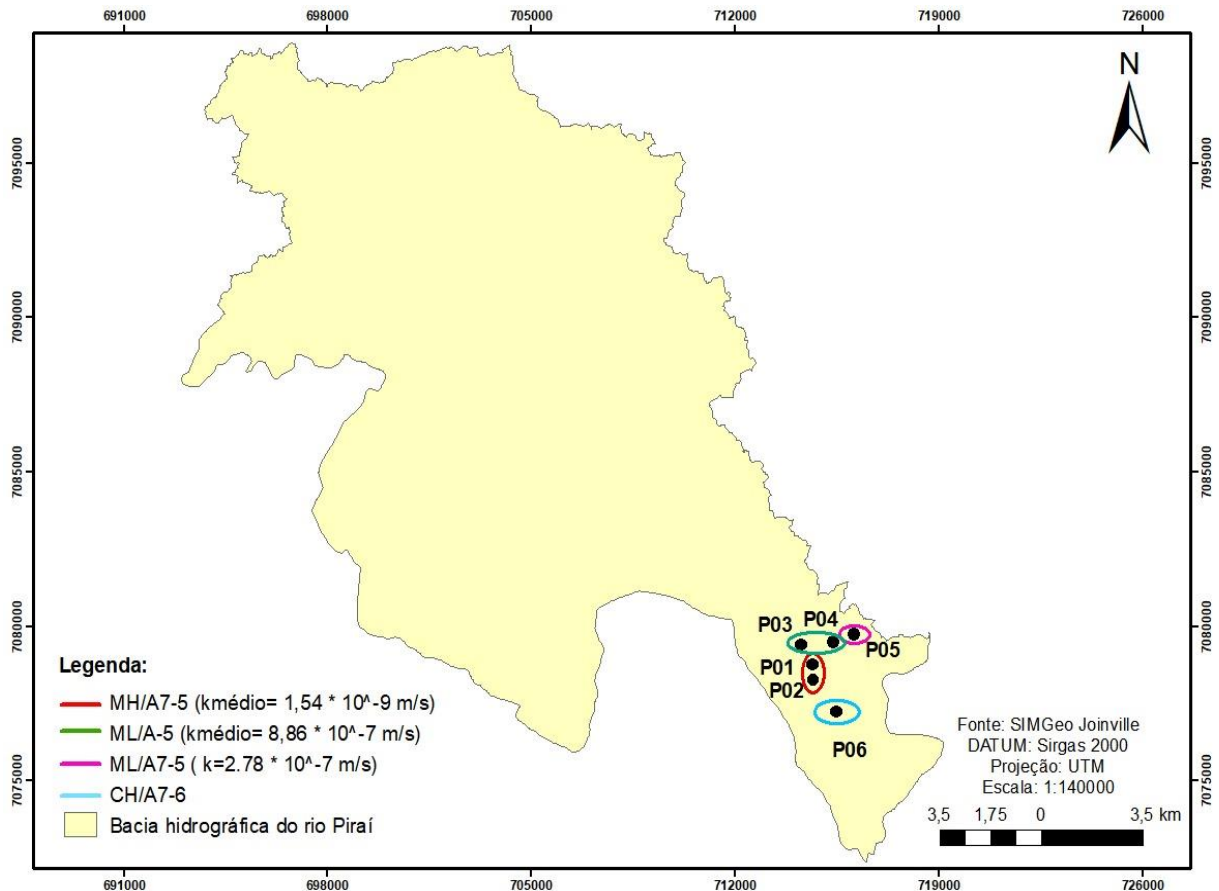 691000 698000 705000 712000 719000 726000
N
7095000 7095000
7090000 7090000
7085000 7085000
7080000 7080000
7075000 7075000
P03 P04
P05
P01
P02
P06
Legenda:
MH/A7-5 (kmédio= 1,54 * 10^-9 m/s)
ML/A-5 (kmédio= 8,86 * 10^-7 m/s)
ML/A7-5 ( k=2.78 * 10^-7 m/s)
CH/A7-6
Bacia hidrográfica do rio Piraí
Fonte: SIMGeo Joinville
DATUM: Sirgas 2000
Projeção: UTM
Escala: 1:140000
3,5 1,75 0 3,5 km
691000 698000 705000 712000 719000 726000